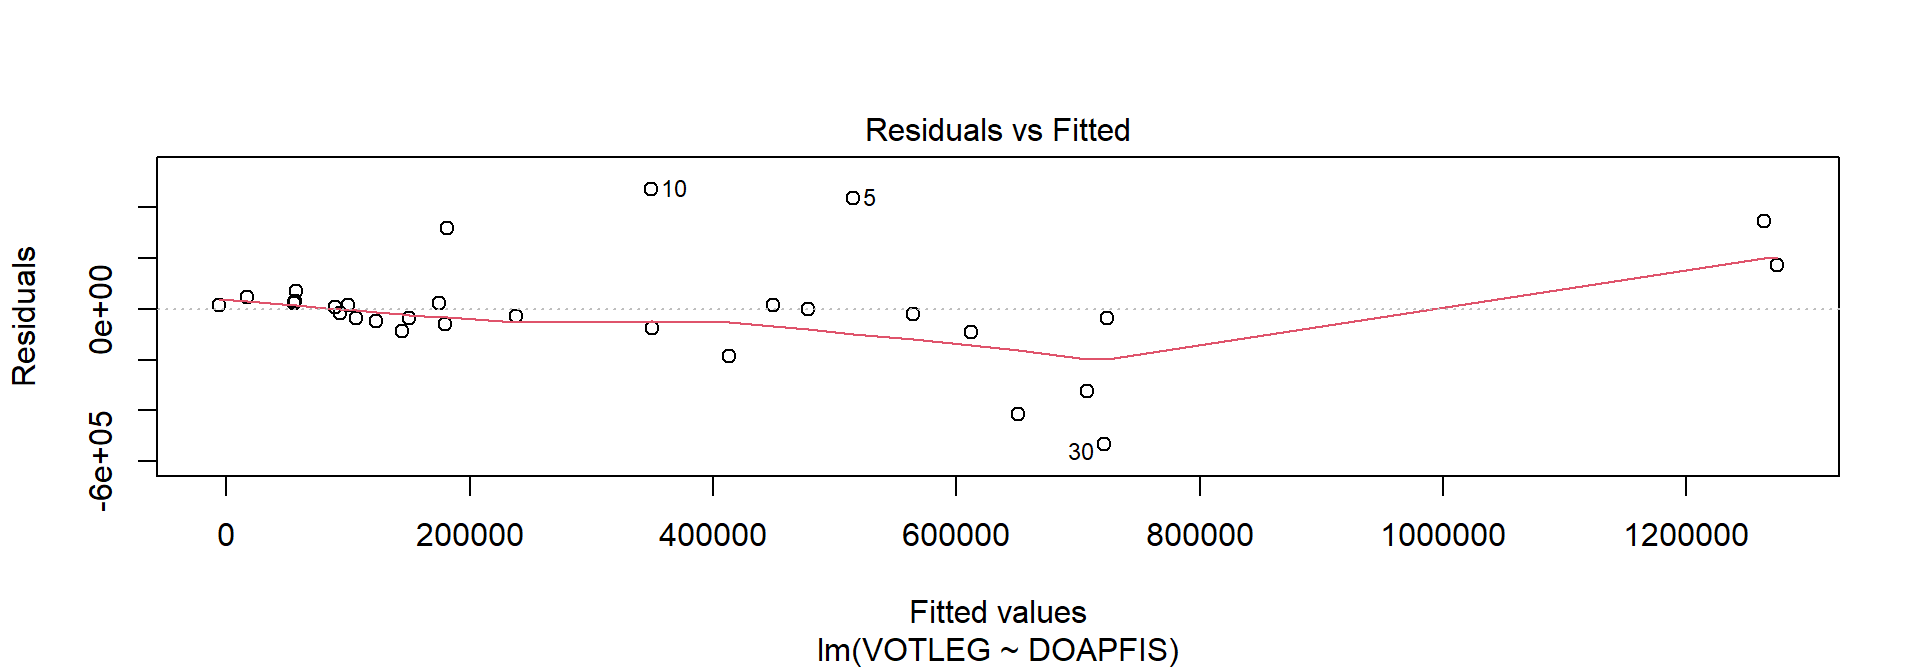 Residuals vs Fitted
Residuals
0e+00
-6e+05
10
5
30
0 200000 400000 600000 800000 1000000 1200000
Fitted values
lm(VOTLEG ~ DOAPFIS)